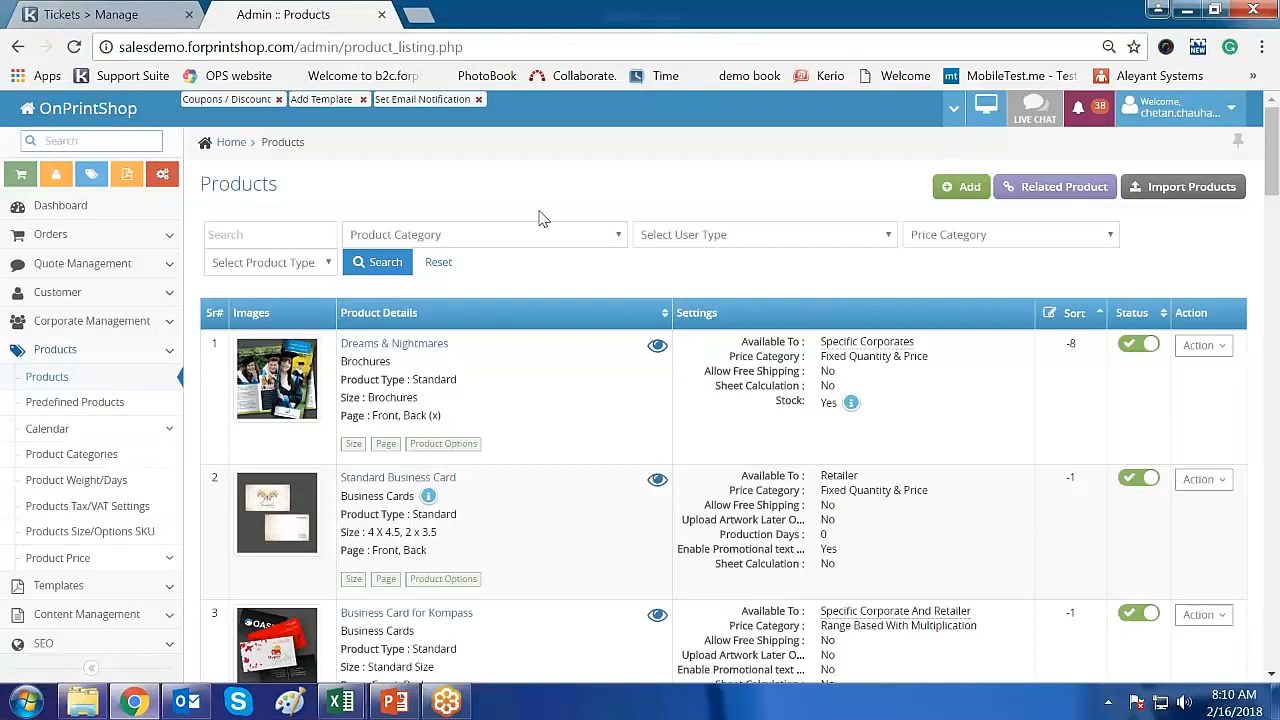 Tickets > Manage
Admin :: Products
salesdemo.forprintshop.com/admin/product_listing.php
Apps
Support Suite
OPS website
Welcome to b2c.forp
PhotoBook
Collaborate.
Time
demo book
Kerio
Welcome
MobileTest.me - Test
Aleyant Systems
»
OnPrintShop
Coupons / Discount
Add Template
Set Email Notification
LIVE CHAT
38
Welcome,
chetan.chauha...
Search
Home > Products
Products
Add
Related Product
Import Products
Dashboard
Orders
Quote Management
Customer
Corporate Management
Products
Products
Predefined Products
Calendar
Product Categories
Product Weight/Days
Products Tax/VAT Settings
Product Size/Options SKU
Product Price
Templates
Content Management
SEO
Search
Product Category
Select User Type
Price Category
Select Product Type
Search
Reset
Sr# Images Product Details Settings Sort Status Action
1
Dreams & Nightmares
Brochures
Product Type : Standard
Size : Brochures
Page : Front, Back (x)
Size Page Product Options
Available To : Specific Corporates
Price Category : Fixed Quantity & Price
Allow Free Shipping : No
Sheet Calculation : No
Stock: Yes
-8
Action
2
Standard Business Card
Business Cards
Product Type : Standard
Size : 4 X 4.5, 2 x 3.5
Page : Front, Back
Size Page Product Options
Available To : Retailer
Price Category : Fixed Quantity & Price
Allow Free Shipping : No
Upload Artwork Later O... No
Production Days : 0
Enable Promotional text ... Yes
Sheet Calculation : No
-1
Action
3
Business Card for Kompass
Business Cards
Product Type : Standard
Size : Standard Size
Available To : Specific Corporate And Retailer
Price Category : Range Based With Multiplication
Allow Free Shipping : No
Upload Artwork Later O... No
Enable Promotional text ... No
-1
Action
8:10 AM
2/16/2018